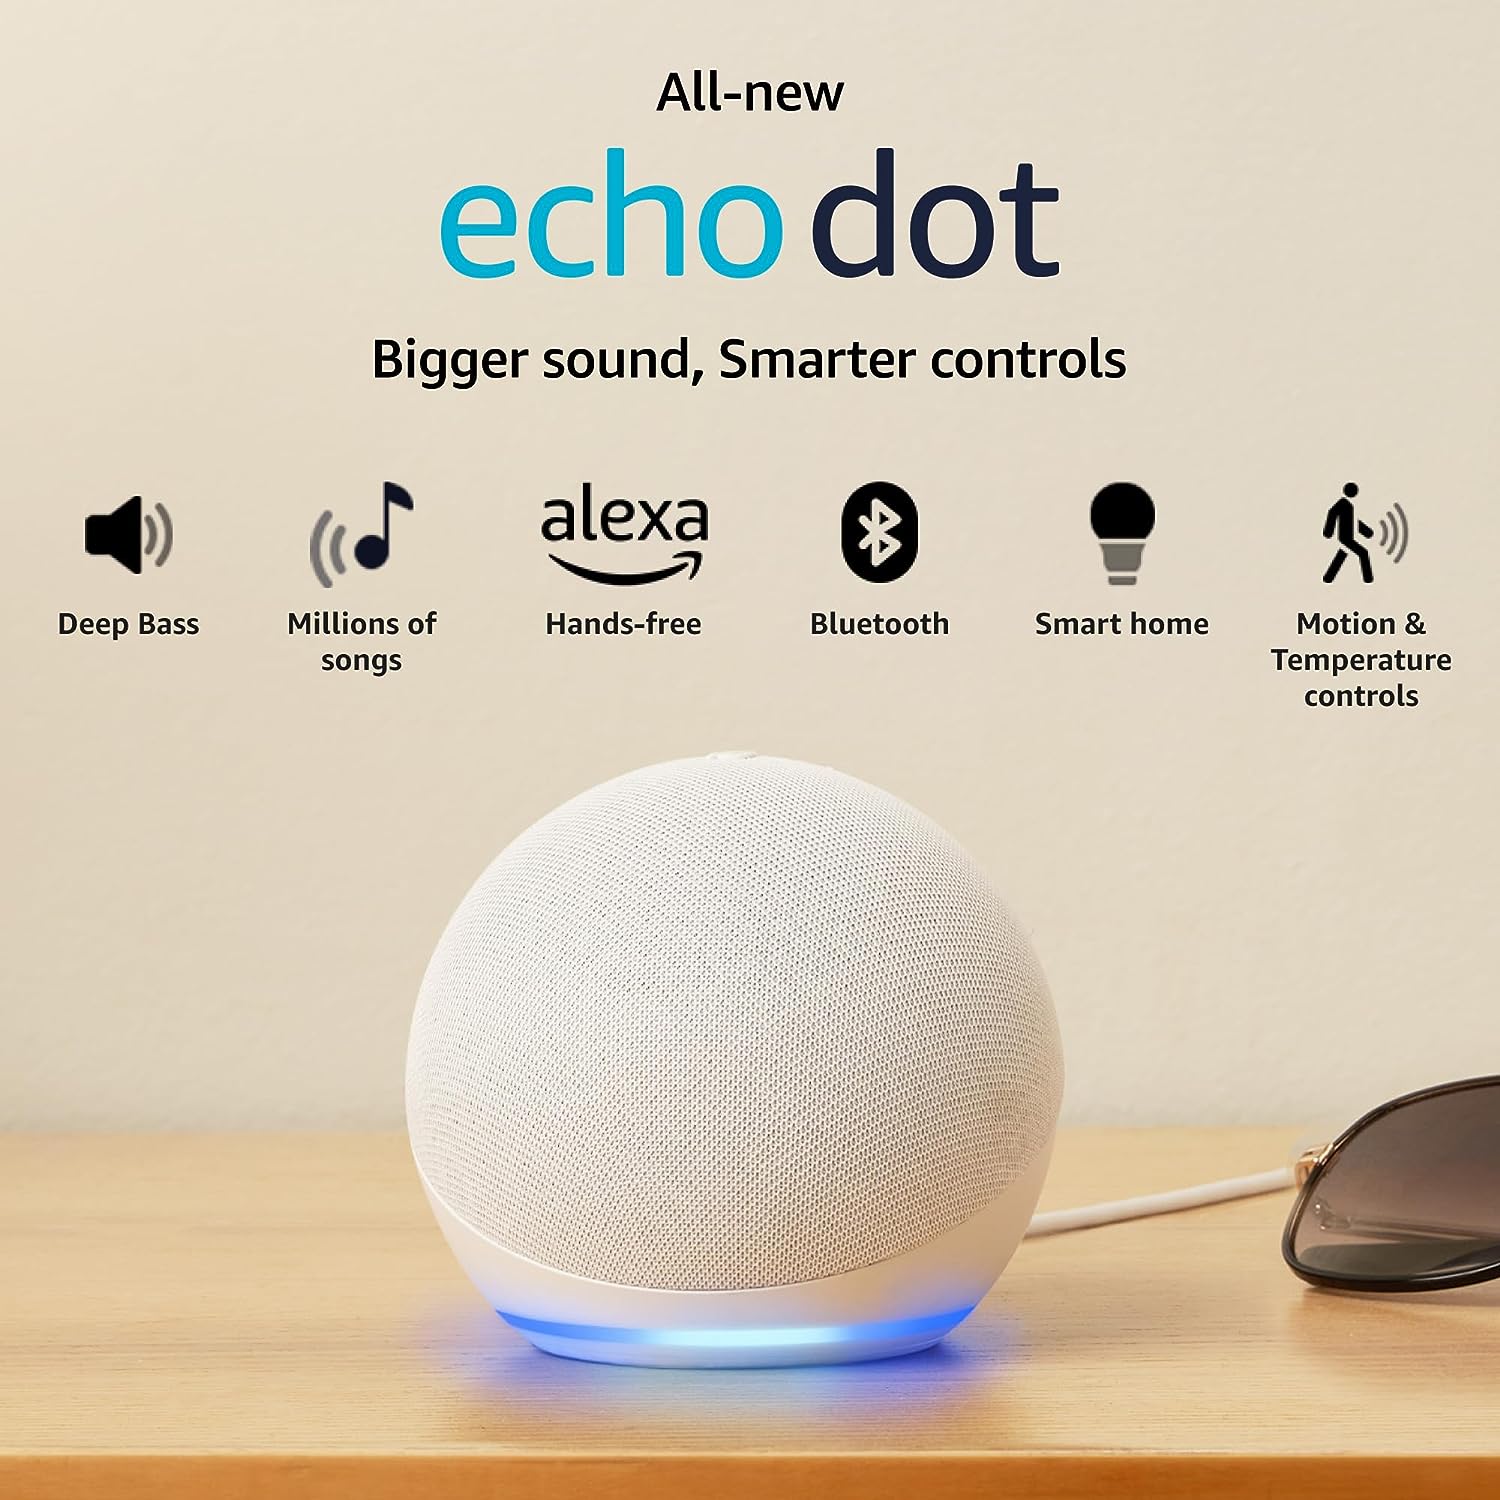 All-new
echo dot
Bigger sound, Smarter controls
alexa
Deep Bass
Millions of
songs
Hands-free
Bluetooth
Smart home
Motion &
Temperature
controls